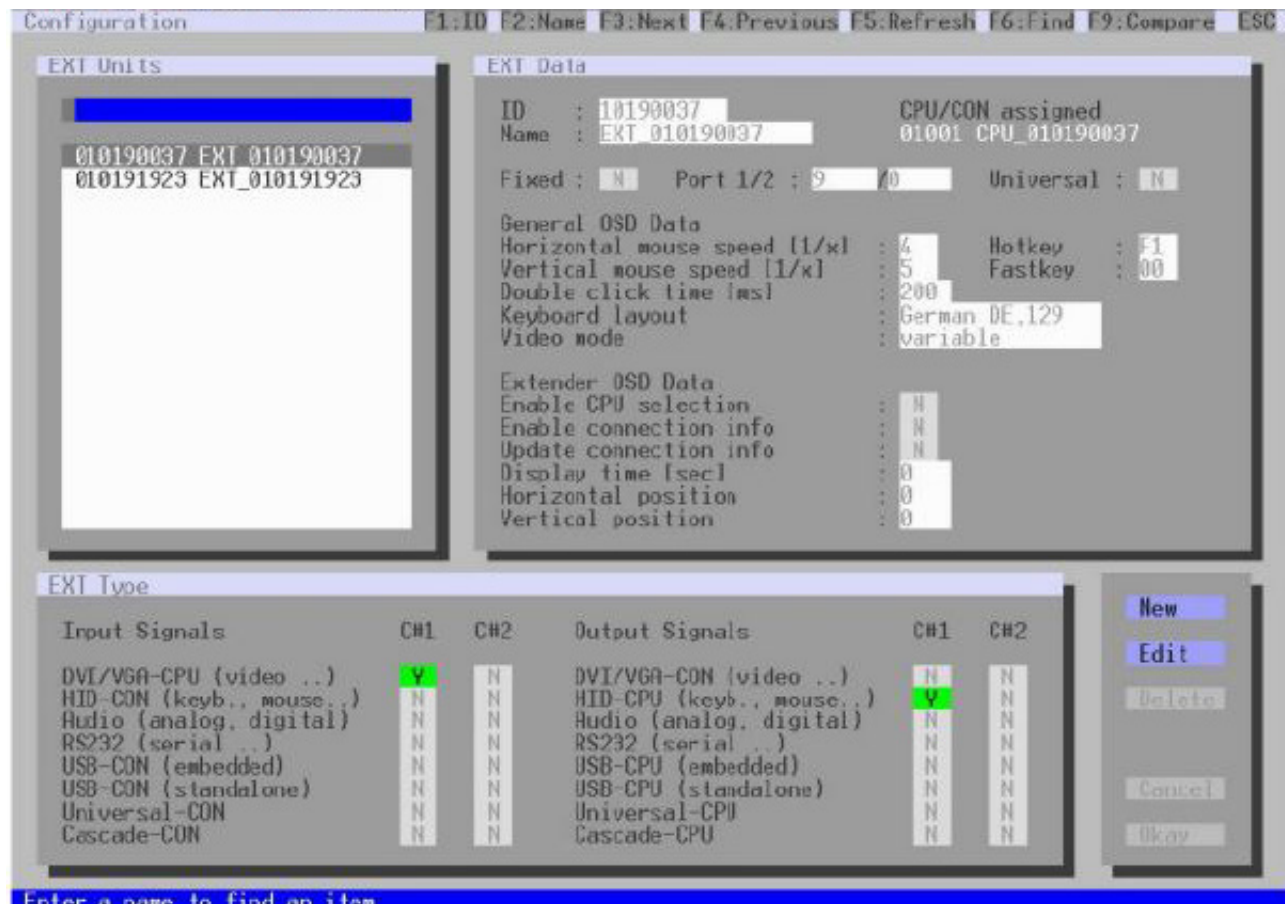 Configuration F1:ID F2:Name F3:Next F4:Previous F5:Refresh F6:Find F9:Compare ESC
EXT Units
010190037 EXT_010190037
010191923 EXT_010191923
EXT Data
ID : 10190037 CPU/CON assigned
Name : EXT_010190037 01001 CPU_010190037
Fixed : N Port 1/2 : 9 /0 Universal : N
General OSD Data
Horizontal mouse speed [1/x] : 4 Hotkey : F1
Vertical mouse speed [1/x] : 5 Fastkey : 00
Double click time [ms] : 200
Keyboard layout : German DE,129
Video mode : variable
Extender OSD Data
Enable CPU selection : N
Enable connection info : N
Update connection info : N
Display time [sec] : 0
Horizontal position : 0
Vertical position : 0
EXT Type
Input Signals C#1 C#2 Output Signals C#1 C#2
DVI/VGA-CPU (video ..) Y N DVI/VGA-CON (video ..) N N
HID-CON (keyb., mouse..) N N HID-CPU (keyb., mouse..) Y N
Audio (analog, digital) N N Audio (analog, digital) N N
RS232 (serial ..) N N RS232 (serial ..) N N
USB-CON (embedded) N N USB-CPU (embedded) N N
USB-CON (standalone) N N USB-CPU (standalone) N N
Universal-CON N N Universal-CPU N N
Cascade-CON N N Cascade-CPU N N
New
Edit
Delete
Cancel
Okay
Enter a name to find an item